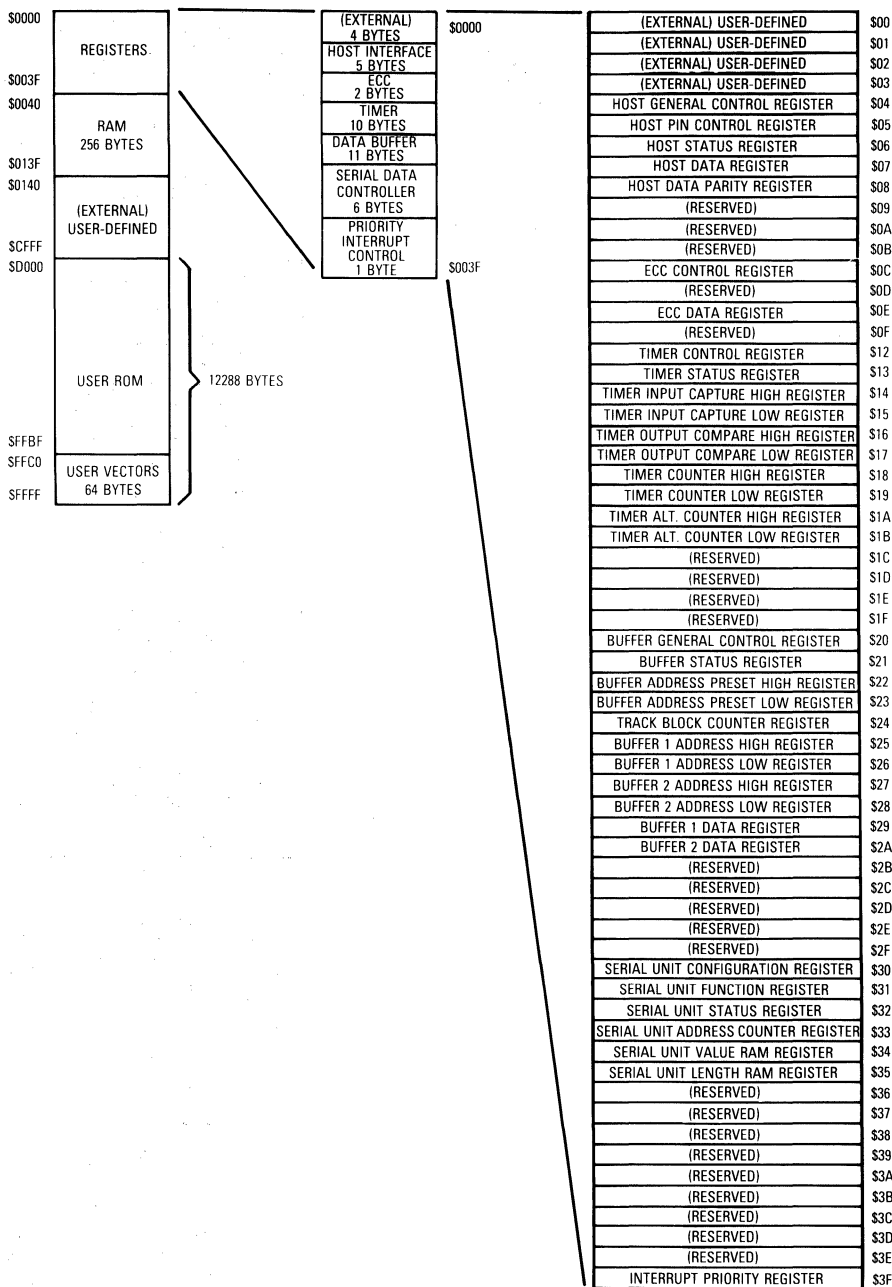 $0000
REGISTERS
$003F
$0040
RAM
256 BYTES
$013F
$0140
(EXTERNAL)
USER-DEFINED
$CFFF
$D000
USER ROM
12288 BYTES
$FFBF
$FFC0
USER VECTORS
64 BYTES
$FFFF
(EXTERNAL)
4 BYTES
$0000
HOST INTERFACE
5 BYTES
ECC
2 BYTES
TIMER
10 BYTES
DATA BUFFER
11 BYTES
SERIAL DATA
CONTROLLER
6 BYTES
PRIORITY
INTERRUPT
CONTROL
1 BYTE
$003F
(EXTERNAL) USER-DEFINED $00
(EXTERNAL) USER-DEFINED $01
(EXTERNAL) USER-DEFINED $02
(EXTERNAL) USER-DEFINED $03
HOST GENERAL CONTROL REGISTER $04
HOST PIN CONTROL REGISTER $05
HOST STATUS REGISTER $06
HOST DATA REGISTER $07
HOST DATA PARITY REGISTER $08
(RESERVED) $09
(RESERVED) $0A
(RESERVED) $0B
ECC CONTROL REGISTER $0C
(RESERVED) $0D
ECC DATA REGISTER $0E
(RESERVED) $0F
TIMER CONTROL REGISTER $12
TIMER STATUS REGISTER $13
TIMER INPUT CAPTURE HIGH REGISTER $14
TIMER INPUT CAPTURE LOW REGISTER $15
TIMER OUTPUT COMPARE HIGH REGISTER $16
TIMER OUTPUT COMPARE LOW REGISTER $17
TIMER COUNTER HIGH REGISTER $18
TIMER COUNTER LOW REGISTER $19
TIMER ALT. COUNTER HIGH REGISTER $1A
TIMER ALT. COUNTER LOW REGISTER $1B
(RESERVED) $1C
(RESERVED) $1D
(RESERVED) $1E
(RESERVED) $1F
BUFFER GENERAL CONTROL REGISTER $20
BUFFER STATUS REGISTER $21
BUFFER ADDRESS PRESET HIGH REGISTER $22
BUFFER ADDRESS PRESET LOW REGISTER $23
TRACK BLOCK COUNTER REGISTER $24
BUFFER 1 ADDRESS HIGH REGISTER $25
BUFFER 1 ADDRESS LOW REGISTER $26
BUFFER 2 ADDRESS HIGH REGISTER $27
BUFFER 2 ADDRESS LOW REGISTER $28
BUFFER 1 DATA REGISTER $29
BUFFER 2 DATA REGISTER $2A
(RESERVED) $2B
(RESERVED) $2C
(RESERVED) $2D
(RESERVED) $2E
(RESERVED) $2F
SERIAL UNIT CONFIGURATION REGISTER $30
SERIAL UNIT FUNCTION REGISTER $31
SERIAL UNIT STATUS REGISTER $32
SERIAL UNIT ADDRESS COUNTER REGISTER $33
SERIAL UNIT VALUE RAM REGISTER $34
SERIAL UNIT LENGTH RAM REGISTER $35
(RESERVED) $36
(RESERVED) $37
(RESERVED) $38
(RESERVED) $39
(RESERVED) $3A
(RESERVED) $3B
(RESERVED) $3C
(RESERVED) $3D
(RESERVED) $3E
INTERRUPT PRIORITY REGISTER $3F